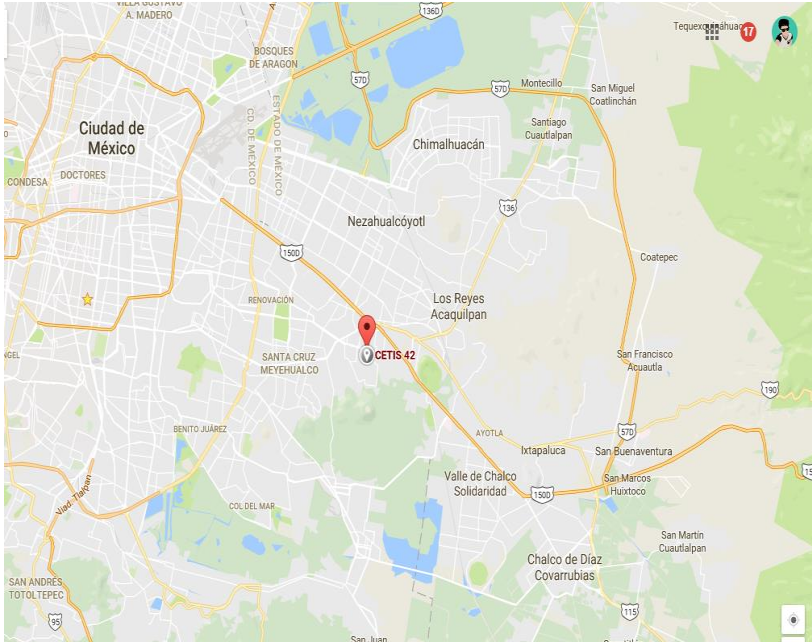 VILLA GUSTAVO
A. MADERO
136D
17
BOSQUES
DE ARAGON
57D
57D
Montecillo
San Miguel
Coatlinchán
Ciudad de
México
CD. DE MÉXICO
ESTADO DE MÉXICO
Santiago
Cuautlalpan
Chimalhuacán
CONDESA
DOCTORES
136
Nezahualcóyotl
150D
Coatepec
RENOVACIÓN
Los Reyes
Acaquilpan
CETIS 42
SANTA CRUZ
MEYEHUALCO
San Francisco
Acuautla
190
BENITO JUÁREZ
AYOTLA
57D
Ixtapaluca
San Buenaventura
Valle de Chalco
Solidaridad
150D
San Marcos
Huixtoco
Viad. Tlalpan
COL DEL MAR
San Martín
Cuautlalpan
Chalco de Díaz
Covarrubias
SAN ANDRÉS
TOTOLTEPEC
95
115
San Juan